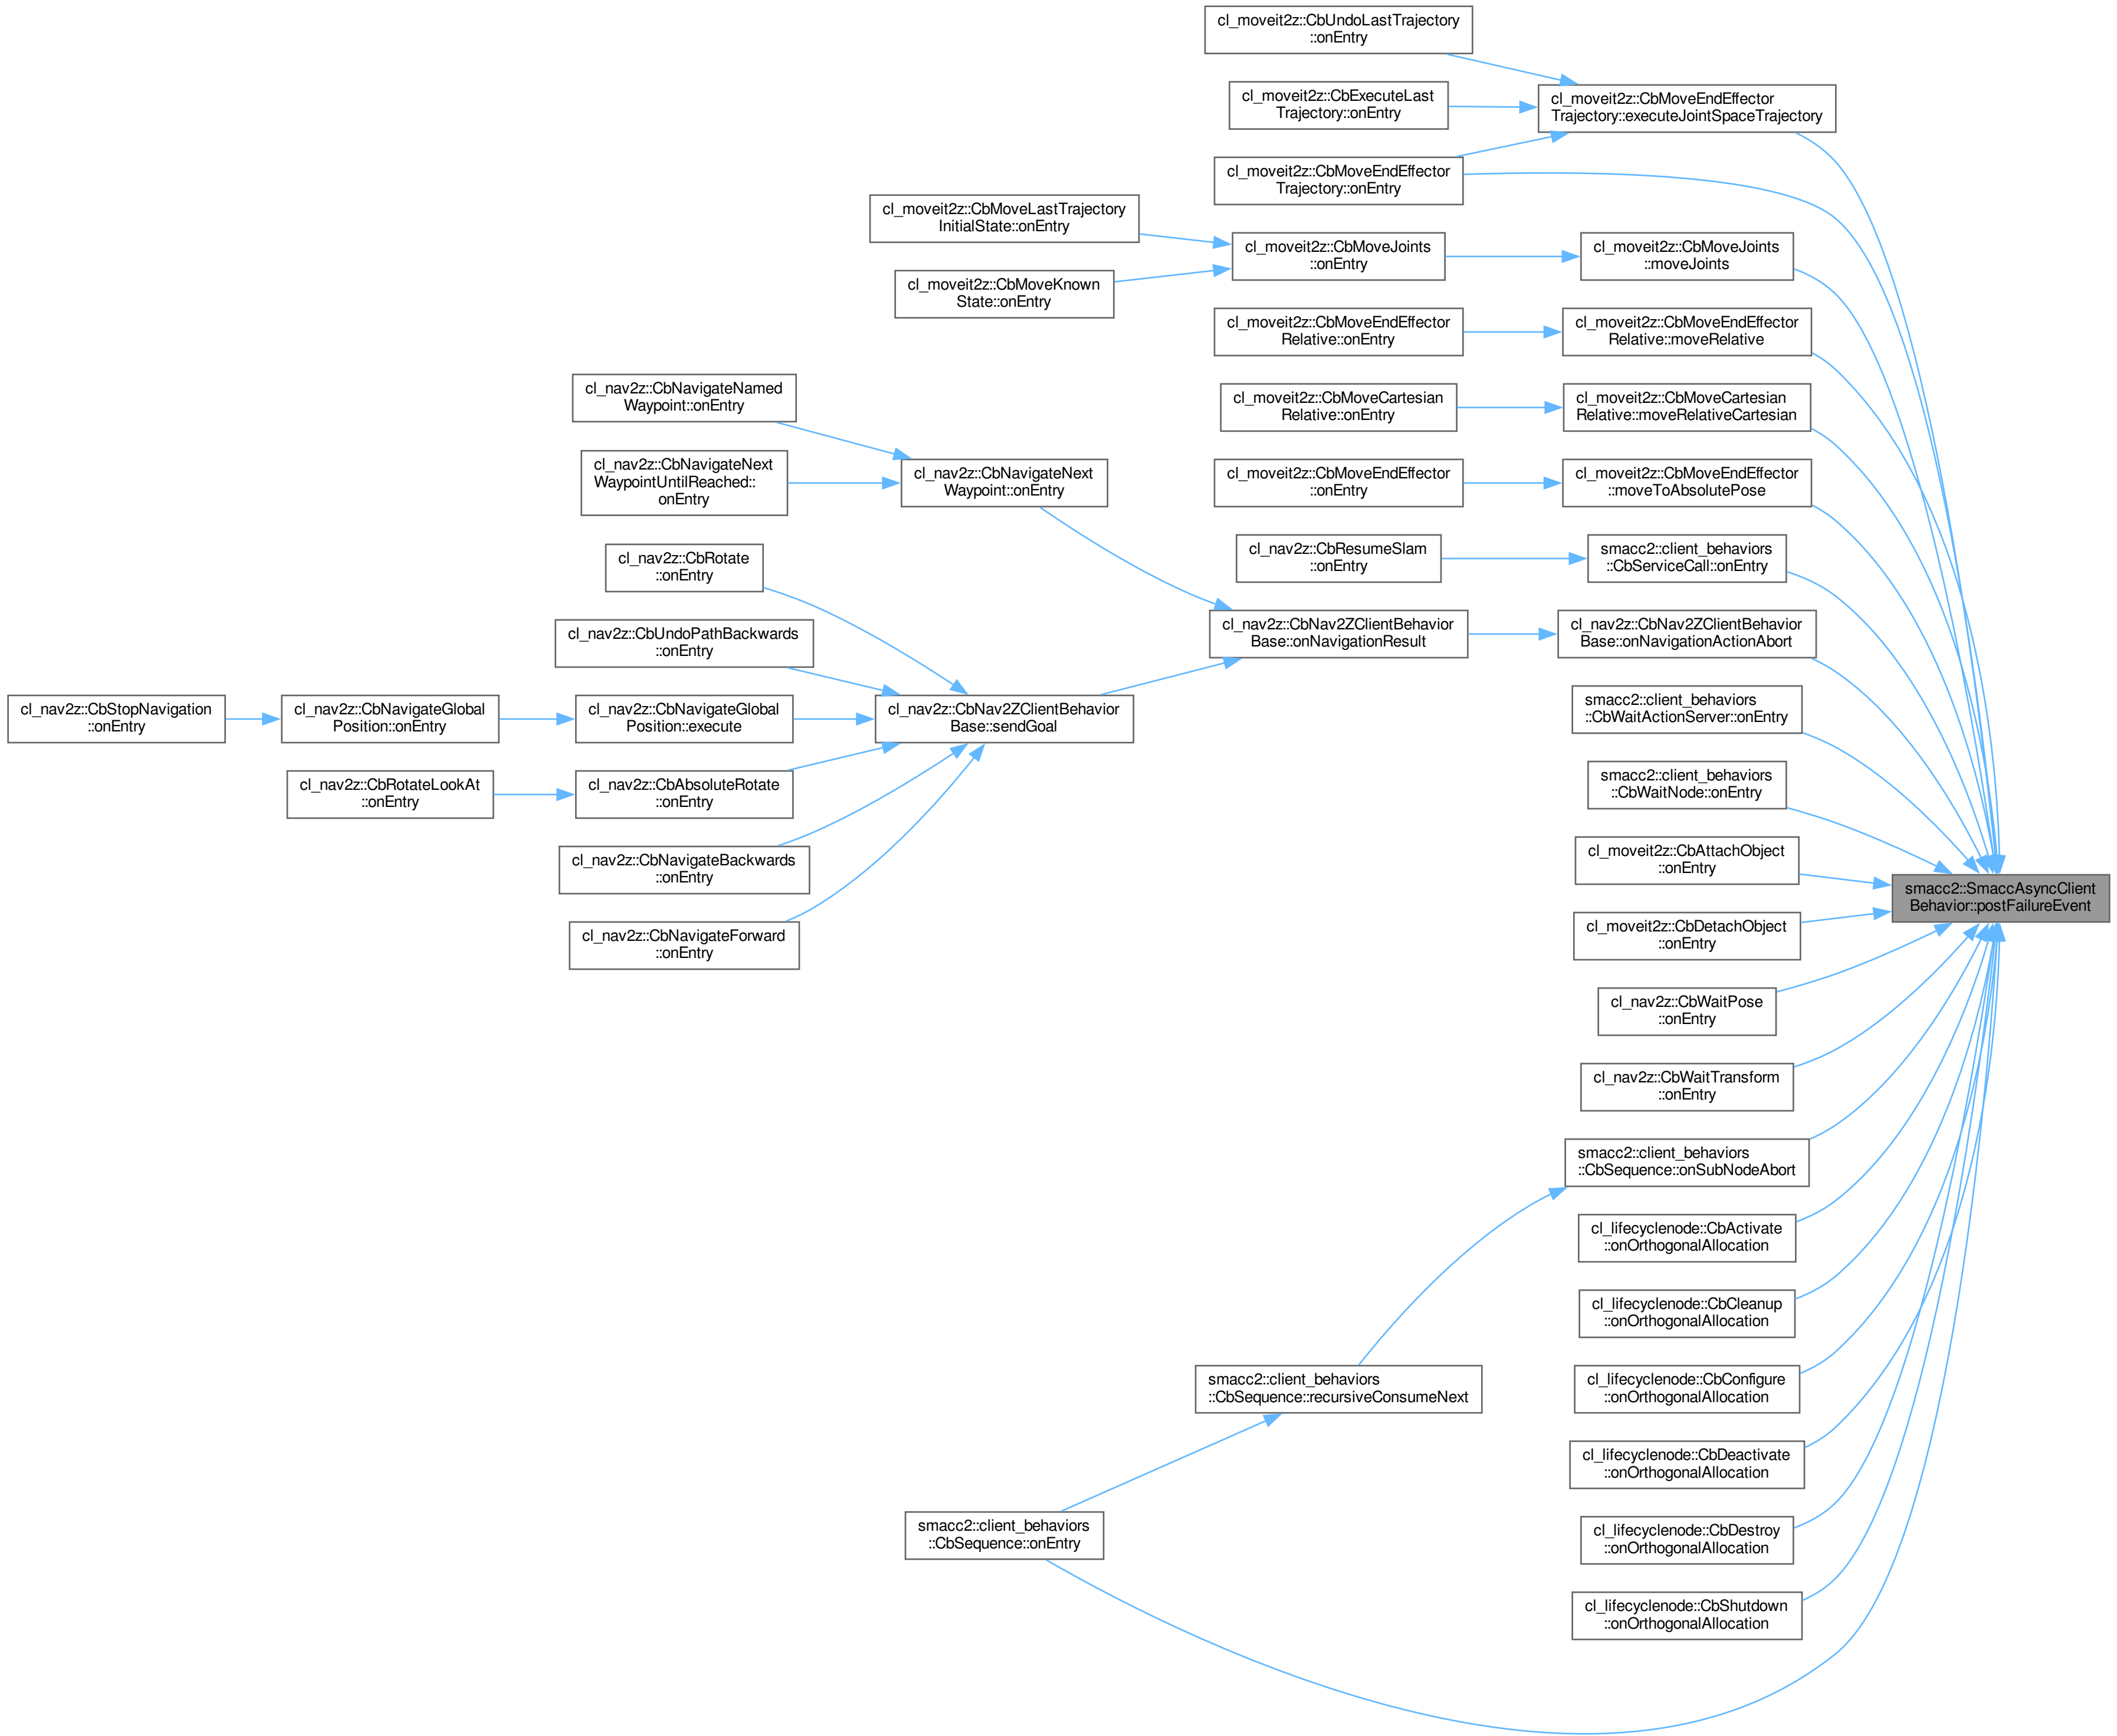 cl_moveit2z::CbUndoLastTrajectory
::onEntry
cl_moveit2z::CbExecuteLast
Trajectory::onEntry
cl_moveit2z::CbMoveEndEffector
Trajectory::executeJointSpaceTrajectory
cl_moveit2z::CbMoveEndEffector
Trajectory::onEntry
cl_moveit2z::CbMoveLastTrajectory
InitialState::onEntry
cl_moveit2z::CbMoveKnown
State::onEntry
cl_moveit2z::CbMoveJoints
::onEntry
cl_moveit2z::CbMoveJoints
::moveJoints
cl_moveit2z::CbMoveEndEffector
Relative::onEntry
cl_moveit2z::CbMoveEndEffector
Relative::moveRelative
cl_moveit2z::CbMoveCartesian
Relative::onEntry
cl_moveit2z::CbMoveCartesian
Relative::moveRelativeCartesian
cl_moveit2z::CbMoveEndEffector
::onEntry
cl_moveit2z::CbMoveEndEffector
::moveToAbsolutePose
cl_nav2z::CbNavigateNamed
Waypoint::onEntry
cl_nav2z::CbNavigateNext
WaypointUntilReached::
onEntry
cl_nav2z::CbNavigateNext
Waypoint::onEntry
cl_nav2z::CbResumeSlam
::onEntry
smacc2::client_behaviors
::CbServiceCall::onEntry
cl_nav2z::CbRotate
::onEntry
cl_nav2z::CbUndoPathBackwards
::onEntry
cl_nav2z::CbNav2ZClientBehavior
Base::onNavigationResult
cl_nav2z::CbNav2ZClientBehavior
Base::onNavigationActionAbort
cl_nav2z::CbStopNavigation
::onEntry
cl_nav2z::CbNavigateGlobal
Position::onEntry
cl_nav2z::CbNavigateGlobal
Position::execute
cl_nav2z::CbNav2ZClientBehavior
Base::sendGoal
smacc2::client_behaviors
::CbWaitActionServer::onEntry
cl_nav2z::CbRotateLookAt
::onEntry
cl_nav2z::CbAbsoluteRotate
::onEntry
smacc2::client_behaviors
::CbWaitNode::onEntry
cl_nav2z::CbNavigateBackwards
::onEntry
cl_moveit2z::CbAttachObject
::onEntry
smacc2::SmaccAsyncClient
Behavior::postFailureEvent
cl_nav2z::CbNavigateForward
::onEntry
cl_moveit2z::CbDetachObject
::onEntry
cl_nav2z::CbWaitPose
::onEntry
cl_nav2z::CbWaitTransform
::onEntry
smacc2::client_behaviors
::CbSequence::onSubNodeAbort
cl_lifecyclenode::CbActivate
::onOrthogonalAllocation
cl_lifecyclenode::CbCleanup
::onOrthogonalAllocation
smacc2::client_behaviors
::CbSequence::recursiveConsumeNext
cl_lifecyclenode::CbConfigure
::onOrthogonalAllocation
cl_lifecyclenode::CbDeactivate
::onOrthogonalAllocation
smacc2::client_behaviors
::CbSequence::onEntry
cl_lifecyclenode::CbDestroy
::onOrthogonalAllocation
cl_lifecyclenode::CbShutdown
::onOrthogonalAllocation